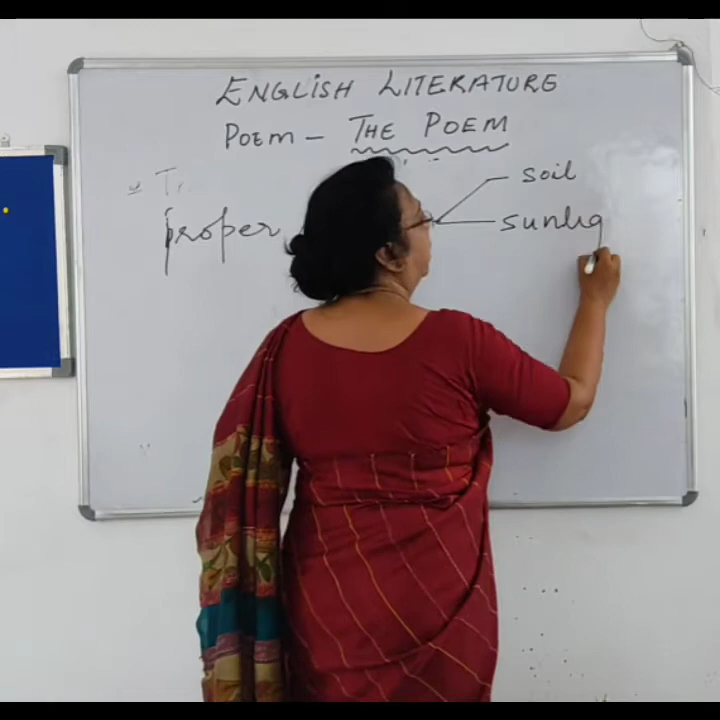 ENGLISH LITERATURE
POEM - THE POEM
soil
proper
sunlig